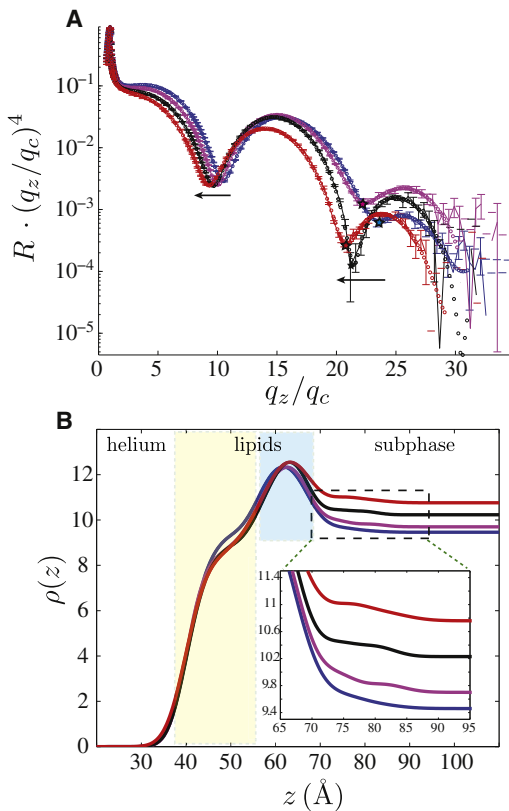 A
R · (q_z/q_c)^4
10^-1
10^-2
10^-3
10^-4
10^-5
0 5 10 15 20 25 30
q_z/q_c
B
helium lipids subphase
ρ(z)
12
10
8
6
4
2
0
11.4
11.0
10.6
10.2
9.8
9.4
65 70 75 80 85 90 95
30 40 50 60 70 80 90 100
z (Å)